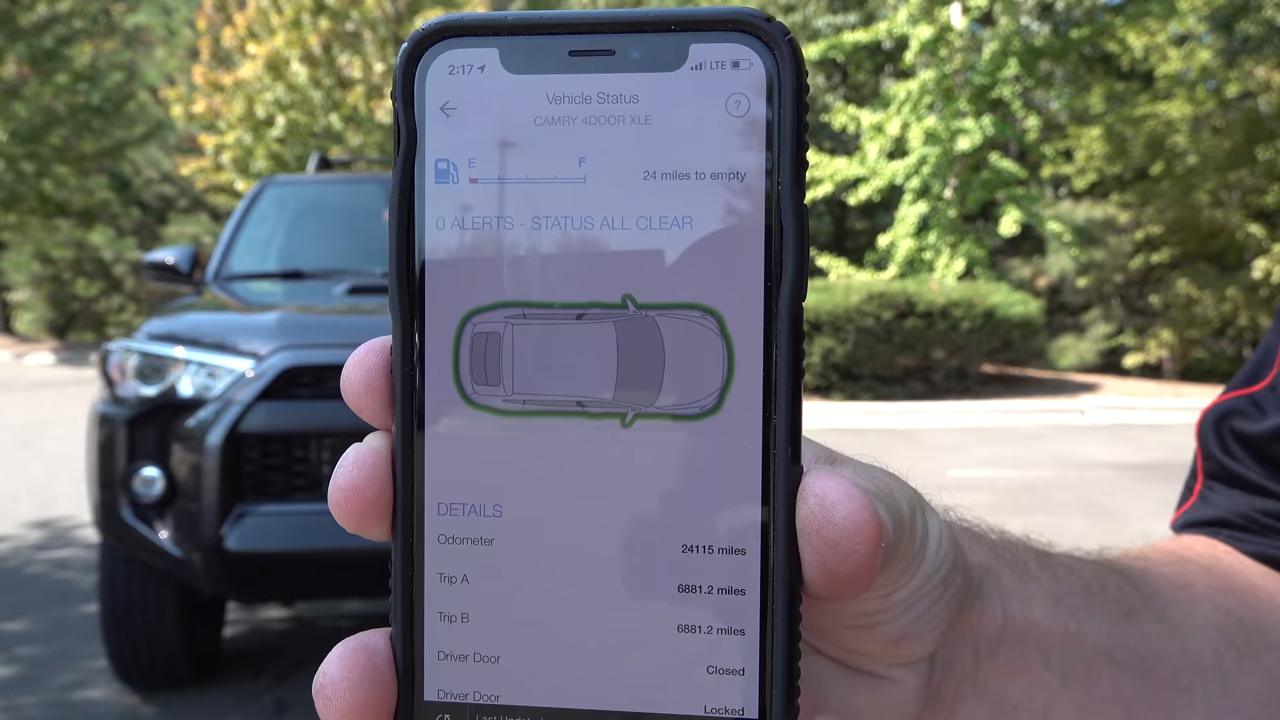 2:17 LTE
Vehicle Status
?
CAMRY 4DOOR XLE
E F
24 miles to empty
0 ALERTS - STATUS ALL CLEAR
DETAILS
Odometer 24115 miles
Trip A 6881.2 miles
Trip B 6881.2 miles
Driver Door Closed
Driver Door Locked
Last